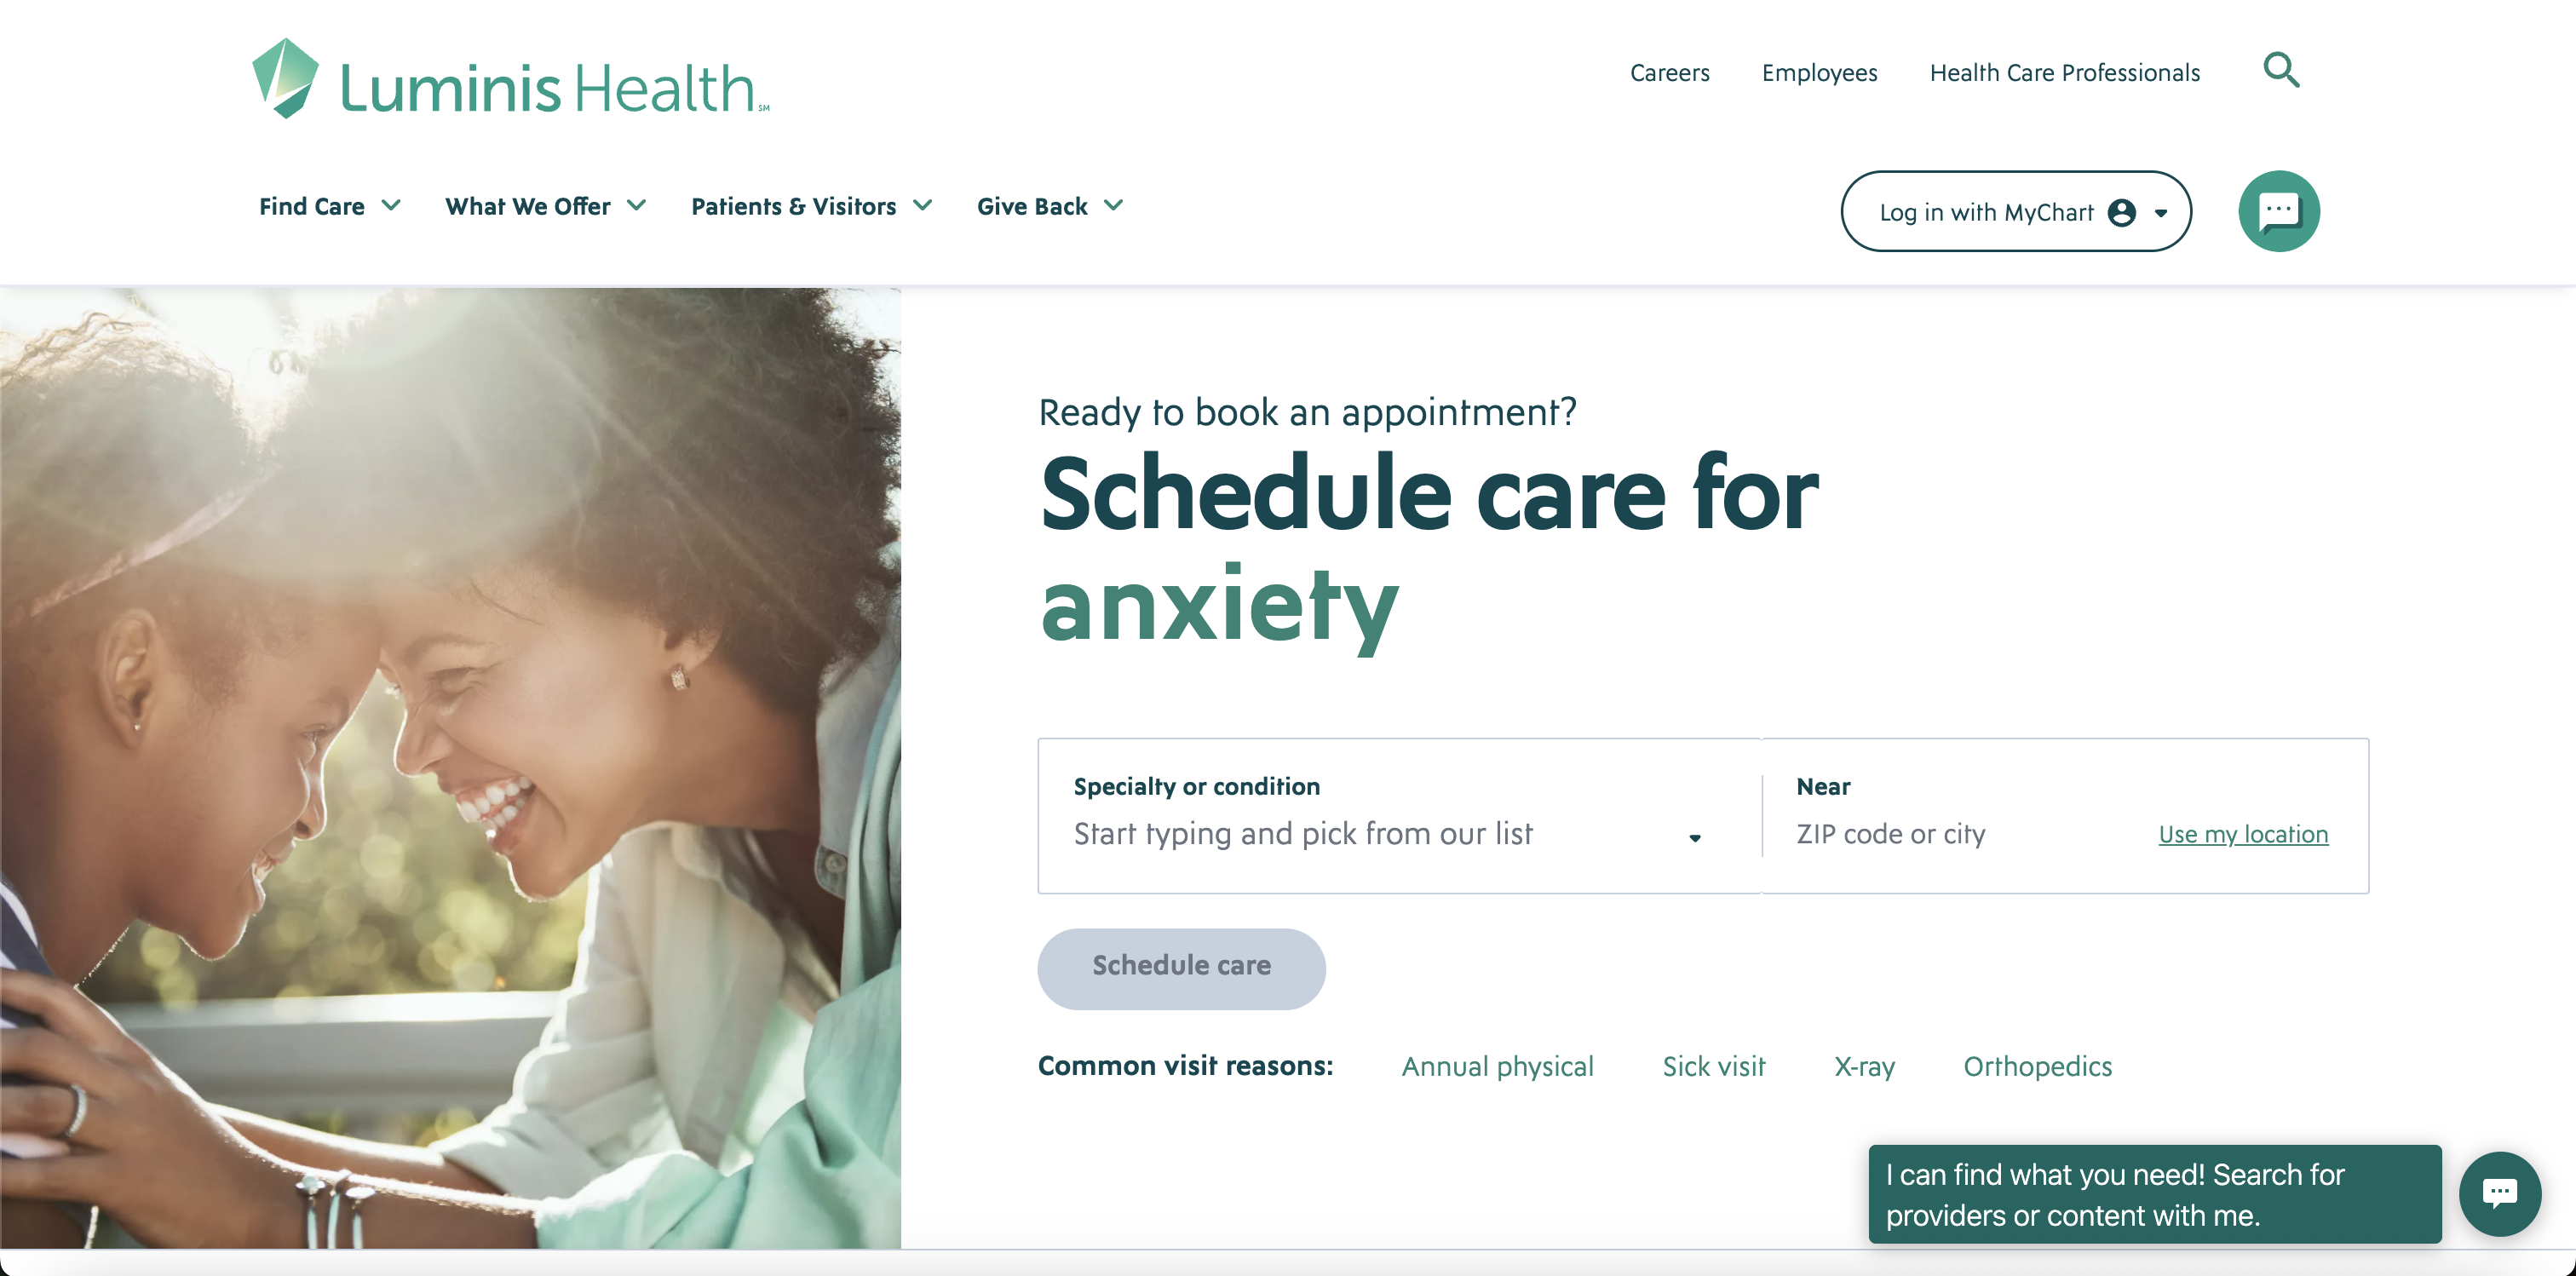 Luminis Health℠
Careers Employees Health Care Professionals
Find Care What We Offer Patients & Visitors Give Back
Log in with MyChart
Ready to book an appointment?
Schedule care for
anxiety
Specialty or condition
Start typing and pick from our list
Near
ZIP code or city
Use my location
Schedule care
Common visit reasons: Annual physical Sick visit X-ray Orthopedics
I can find what you need! Search for
providers or content with me.